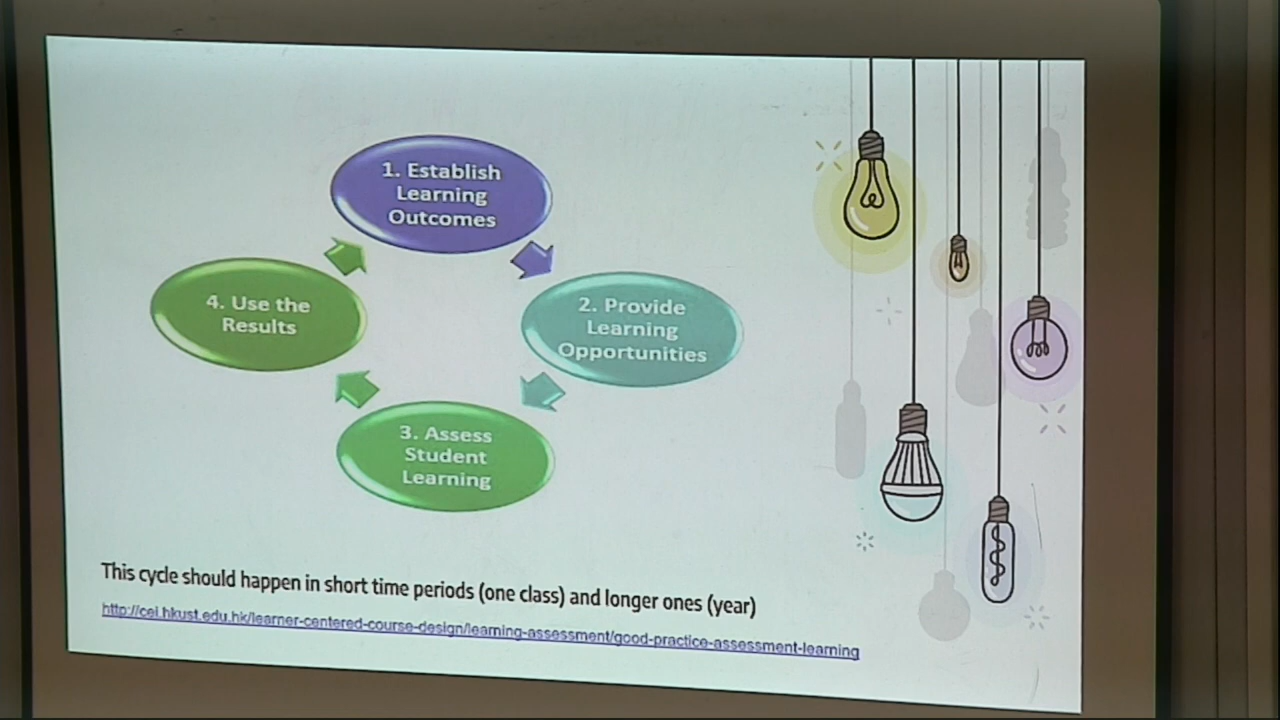 1. Establish
Learning
Outcomes
2. Provide
Learning
Opportunities
3. Assess
Student
Learning
4. Use the
Results
This cycle should happen in short time periods (one class) and longer ones (year)
http://cei.hkust.edu.hk/learner-centered-course-design/learning-assessment/good-practice-assessment-learning